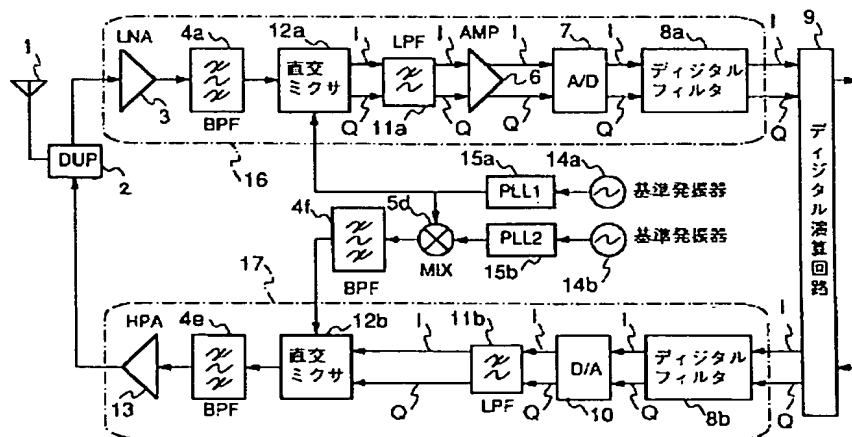 1
LNA
3
4a
BPF
12a
直交
ミクサ
I
Q
LPF
11a
I
Q
AMP
6
I
Q
7
A/D
I
Q
8a
ディジタル
フィルタ
I
Q
9
ディジタル演算回路
DUP
2
16
15a
PLL1
14a
基準発振器
5d
MIX
4f
BPF
PLL2
15b
基準発振器
14b
17
HPA
13
4e
BPF
12b
直交
ミクサ
I
Q
11b
LPF
I
Q
D/A
10
I
Q
ディジタル
フィルタ
8b
I
Q